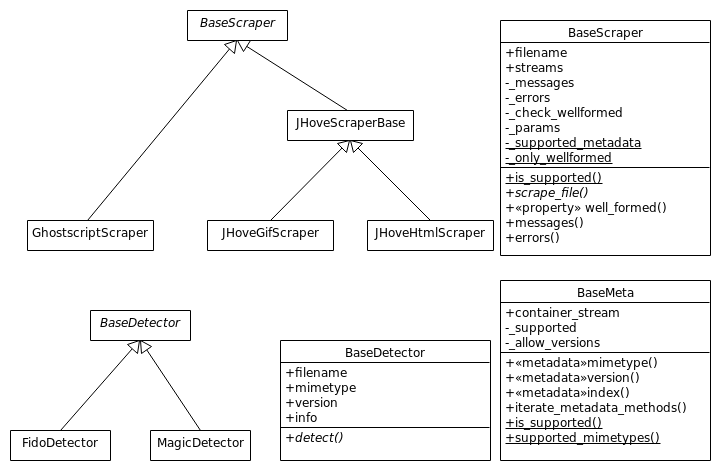 BaseScraper
JHoveScraperBase
GhostscriptScraper
JHoveGifScraper
JHoveHtmlScraper
BaseScraper
+filename
+streams
-_messages
-_errors
-_check_wellformed
-_params
-_supported_metadata
-_only_wellformed
+is_supported()
+scrape_file()
+«property» well_formed()
+messages()
+errors()
BaseDetector
FidoDetector
MagicDetector
BaseDetector
+filename
+mimetype
+version
+info
+detect()
BaseMeta
+container_stream
-_supported
-_allow_versions
+«metadata»mimetype()
+«metadata»version()
+«metadata»index()
+iterate_metadata_methods()
+is_supported()
+supported_mimetypes()